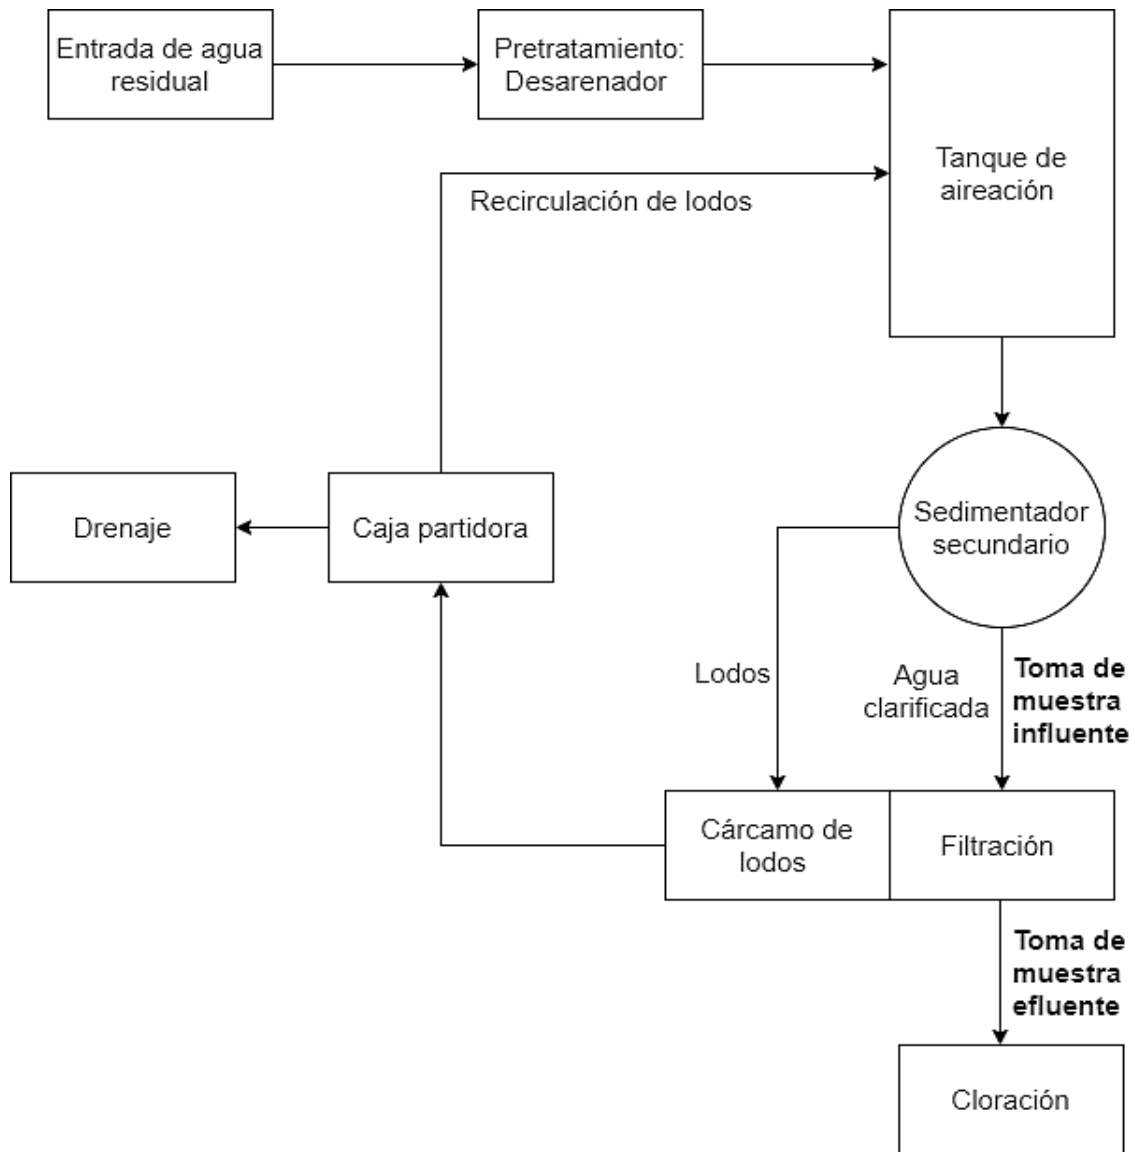 Entrada de agua
residual
Pretratamiento:
Desarenador
Tanque de
aireación
Recirculación de lodos
Drenaje
Caja partidora
Sedimentador
secundario
Lodos
Agua
clarificada
Toma de
muestra
influente
Cárcamo de
lodos
Filtración
Toma de
muestra
efluente
Cloración